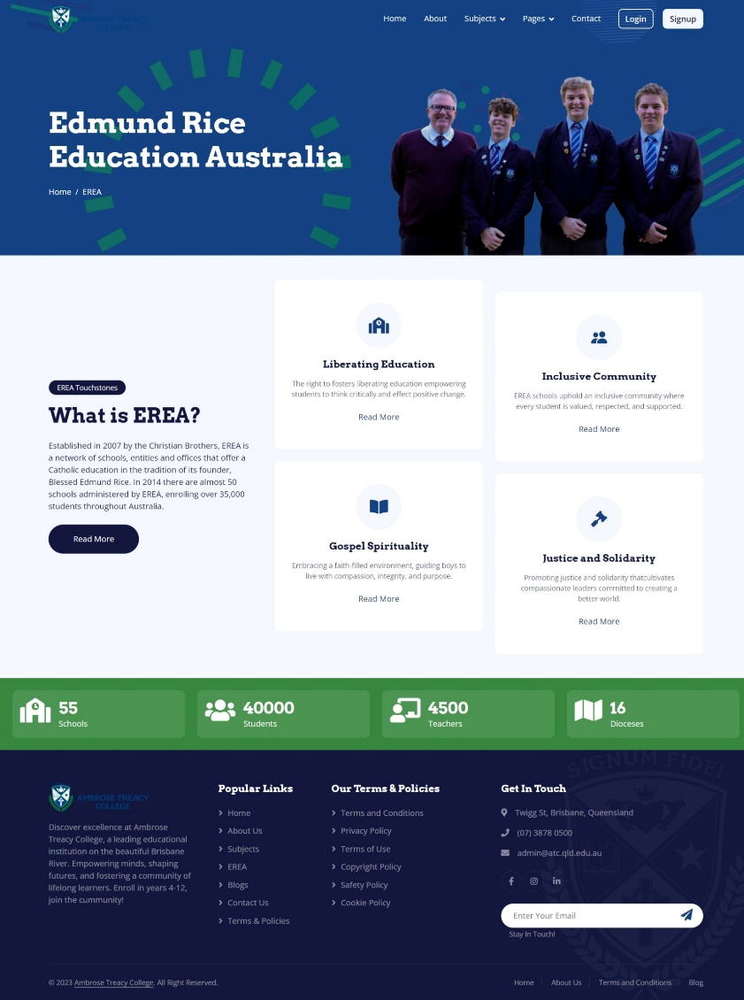 AMBROSE TREACY
COLLEGE
Home About Subjects Pages Contact Login Signup
Edmund Rice
Education Australia
Home / EREA
EREA Touchstones
What is EREA?
Established in 2007 by the Christian Brothers, EREA is
a network of schools, entities and offices that offer a
Catholic education in the tradition of its founder,
Blessed Edmund Rice. In 2014 there are almost 50
schools administered by EREA, enrolling over 35,000
students throughout Australia.
Read More
Liberating Education
The right to fosters liberating education empowering
students to think critically and effect positive change.
Read More
Inclusive Community
EREA schools uphold an inclusive community where
every student is valued, respected, and supported.
Read More
Gospel Spirituality
Embracing a faith-filled environment, guiding boys to
live with compassion, integrity, and purpose.
Read More
Justice and Solidarity
Promoting justice and solidarity thatcultivates
compassionate leaders committed to creating a
better world.
Read More
55
Schools
40000
Students
4500
Teachers
16
Dioceses
SIGNUM FIDEI
AMBROSE TREACY
COLLEGE
Discover excellence at Ambrose
Treacy College, a leading educational
institution on the beautiful Brisbane
River. Empowering minds, shaping
futures, and fostering a community of
lifelong learners. Enroll in years 4-12,
join the cummunity!
Popular Links
Home
About Us
Subjects
EREA
Blogs
Contact Us
Terms & Policies
Our Terms & Policies
Terms and Conditions
Privacy Policy
Terms of Use
Copyright Policy
Safety Policy
Cookie Policy
Get In Touch
Twigg St, Brisbane, Queensland
(07) 3878 0500
admin@atc.qld.edu.au
Enter Your Email
Stay In Touch!
© 2023 Ambrose Treacy College. All Right Reserved.
Home About Us Terms and Conditions Blog